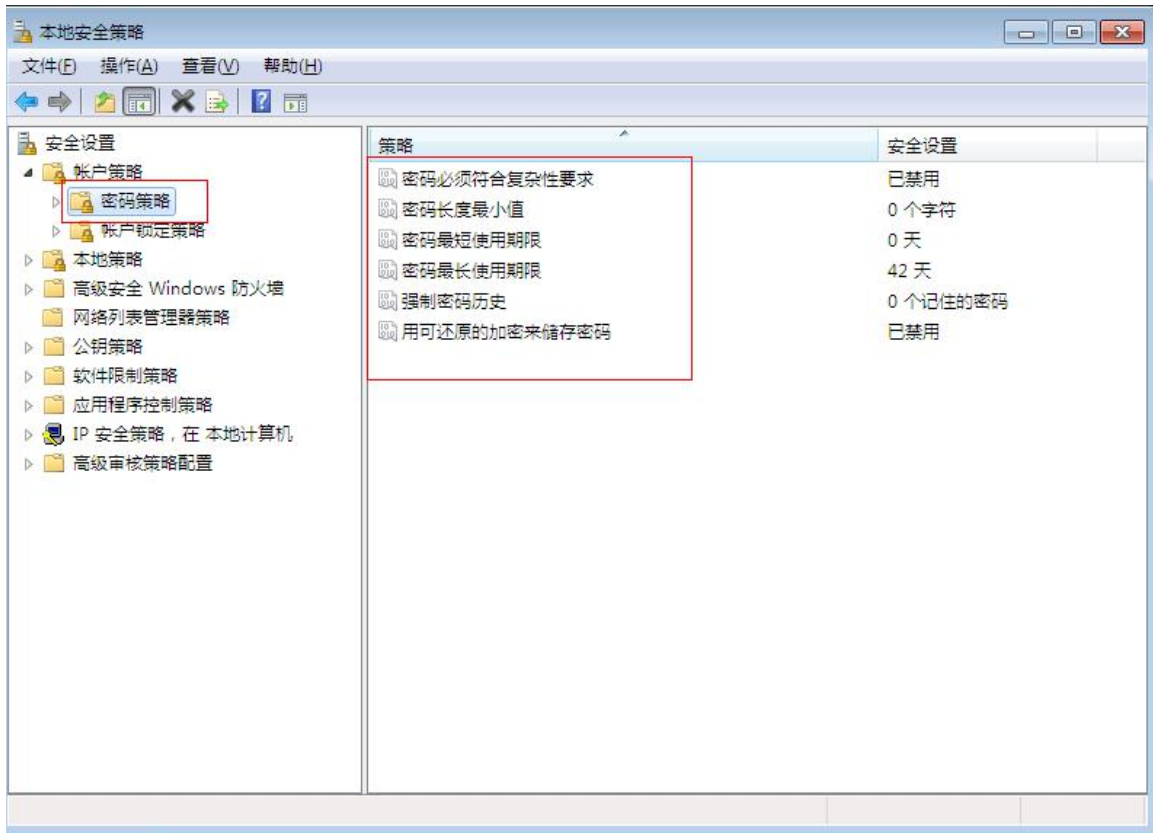 本地安全策略
文件(F) 操作(A) 查看(V) 帮助(H)
安全设置
帐户策略
密码策略
帐户锁定策略
本地策略
高级安全 Windows 防火墙
网络列表管理器策略
公钥策略
软件限制策略
应用程序控制策略
IP 安全策略，在 本地计算机
高级审核策略配置
策略 安全设置
密码必须符合复杂性要求 已禁用
密码长度最小值 0 个字符
密码最短使用期限 0 天
密码最长使用期限 42 天
强制密码历史 0 个记住的密码
用可还原的加密来储存密码 已禁用